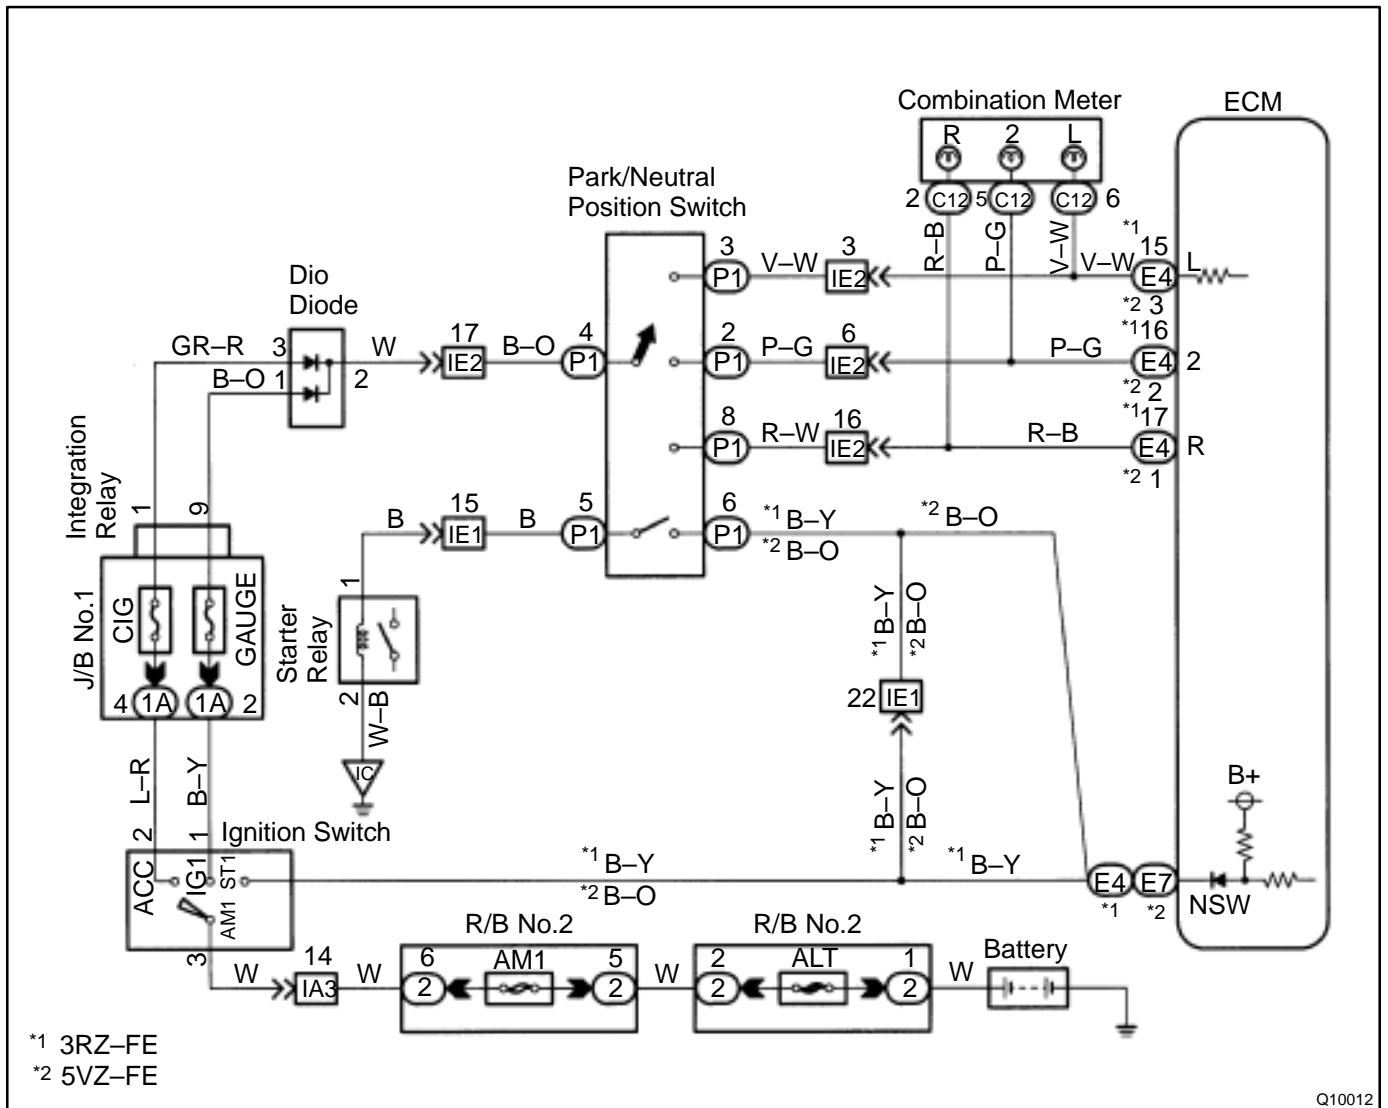 Combination Meter
ECM
R 2 L
Park/Neutral
Position Switch
2 C12 5 C12 C12 6
R–B
P–G
V–W
Dio
Diode
3
P1
V–W
3
IE2
V–W
*1
15
E4
L
*2 3
GR–R 3
W
17
IE2
B–O
4
P1
2
P1
P–G
6
IE2
P–G
*1 16
E4
2
*2 2
B–O 1
2
8
P1
R–W
16
IE2
R–B
*1 17
E4
R
*2 1
Integration
Relay
1
9
B
15
IE1
B
5
P1
6
P1
*1 B–Y
*2 B–O
*2 B–O
J/B No.1
CIG
GAUGE
4 1A 1A 2
Starter
Relay
1
2
W–B
IC
*1 B–Y
*2 B–O
22 IE1
*1 B–Y
*2 B–O
L–R
B–Y
2
1
Ignition Switch
ACC
IG1
ST1
AM1
3
*1 B–Y
*2 B–O
*1 B–Y
E4 E7
*1 *2
B+
NSW
W
14
IA3
W
R/B No.2
6
2
AM1
5
2
W
R/B No.2
2
2
ALT
1
2
W
Battery
*1 3RZ–FE
*2 5VZ–FE
Q10012